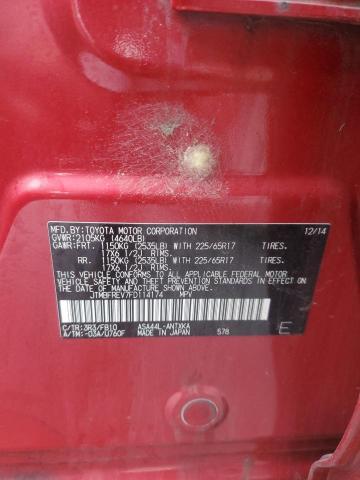 MFD.BY:TOYOTA MOTOR CORPORATION 12/14
GVWR:2105KG (4640LB)
GAWR:FRT. 1150KG (2535LB) WITH 225/65R17 TIRES.
17X6 1/2J RIMS.
RR. 1150KG (2535LB) WITH 225/65R17 TIRES.
17X6 1/2J RIMS.
THIS VEHICLE CONFORMS TO ALL APPLICABLE FEDERAL MOTOR
VEHICLE SAFETY AND THEFT PREVENTION STANDARDS IN
EFFECT ON THE DATE OF MANUFACTURE SHOWN ABOVE.
JTMBFREV7FD114174 MPV
C/TR:3R3/FB10 ASA44L-ANTXKA
A/TM:-03A/U760F MADE IN JAPAN 578 E